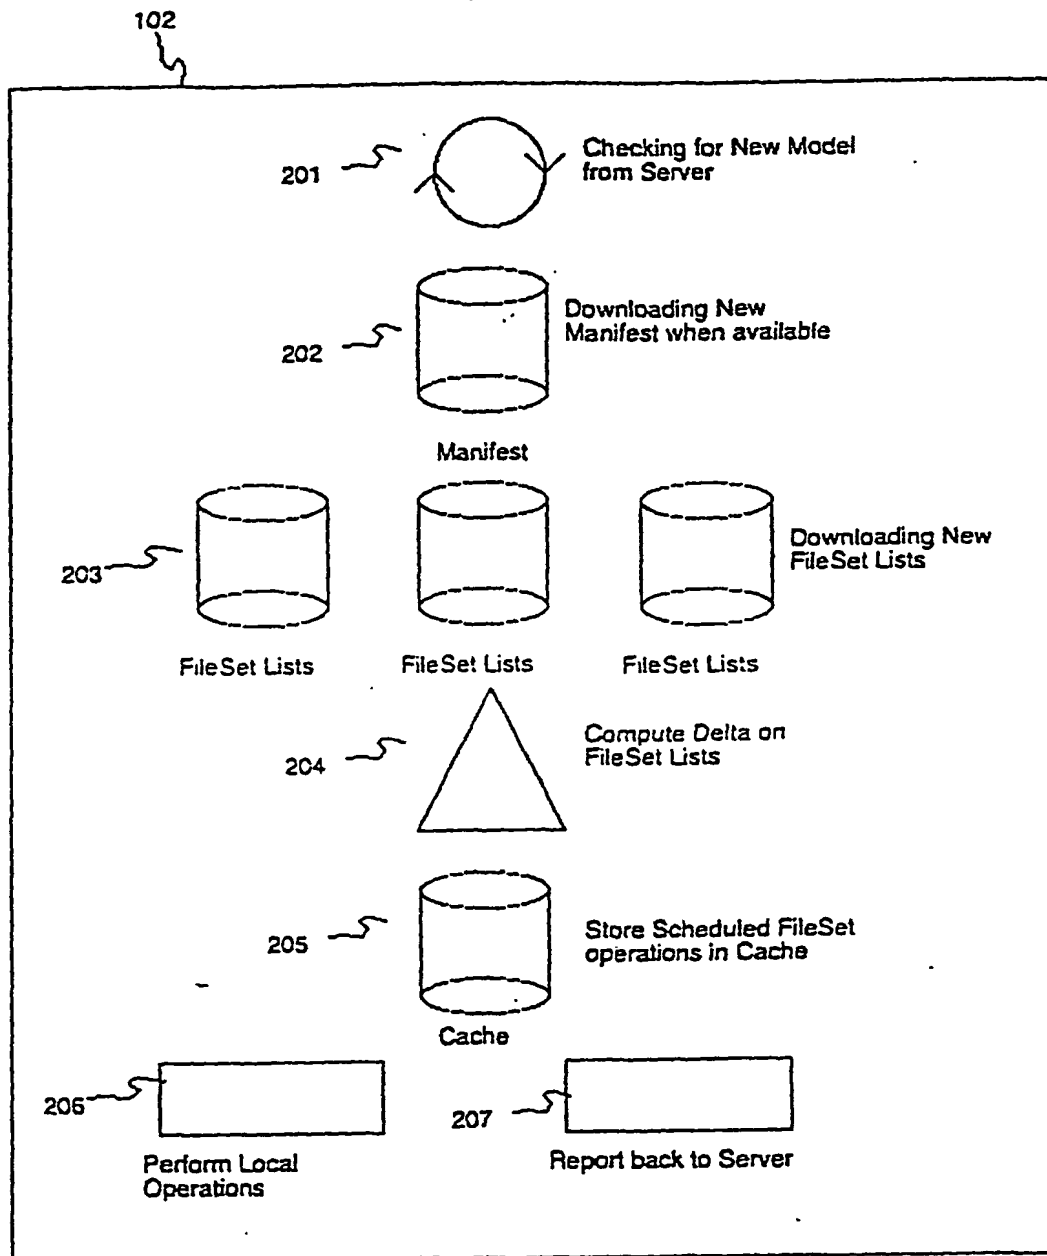 102
201
Checking for New Model
from Server
202
Downloading New
Manifest when available
Manifest
203
Downloading New
FileSet Lists
FileSet Lists
FileSet Lists
FileSet Lists
204
Compute Delta on
FileSet Lists
205
Store Scheduled FileSet
operations in Cache
Cache
206
207
Perform Local
Operations
Report back to Server